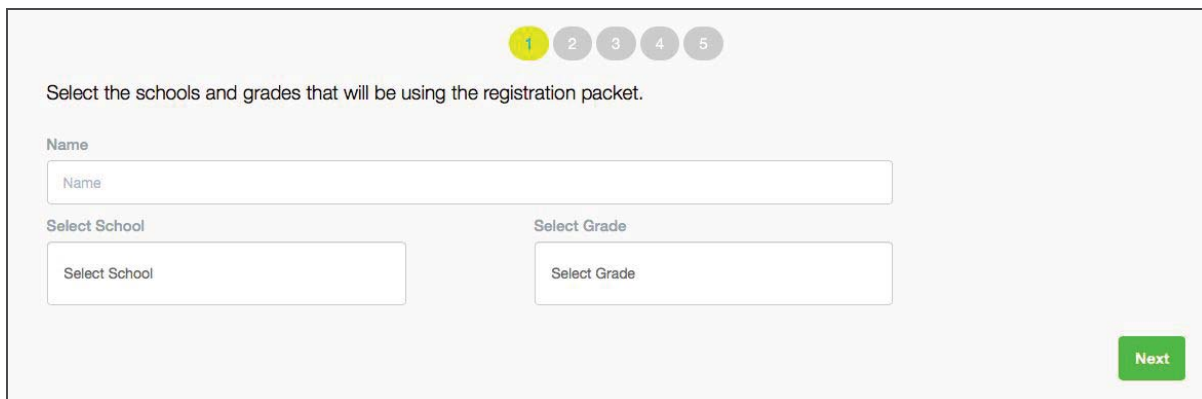 1 2 3 4 5
Select the schools and grades that will be using the registration packet.
Name
Name
Select School Select Grade
Select School Select Grade
Next